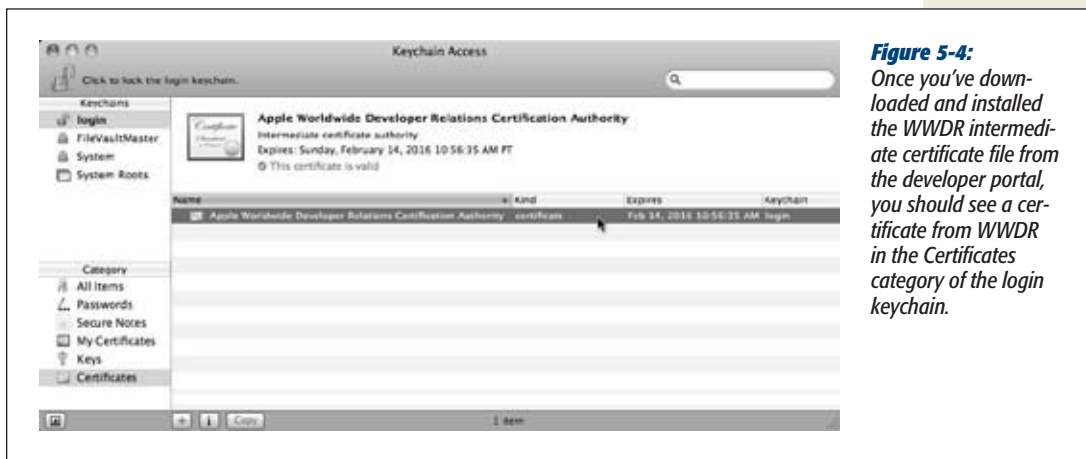 Keychain Access
Click to lock the login keychain.
Keychains
login
FileVaultMaster
System
System Roots
Certificate
Apple Worldwide Developer Relations Certification Authority
Intermediate certificate authority
Expires: Sunday, February 14, 2016 10:56:35 AM PT
This certificate is valid
Name Kind Expires Keychain
Apple Worldwide Developer Relations Certification Authority certificate Feb 14, 2016 10:56:35 AM login
Category
All Items
Passwords
Secure Notes
My Certificates
Keys
Certificates
+ i Copy 1 item
Figure 5-4:
Once you've down-
loaded and installed
the WWDR intermedi-
ate certificate file from
the developer portal,
you should see a cer-
tificate from WWDR
in the Certificates
category of the login
keychain.